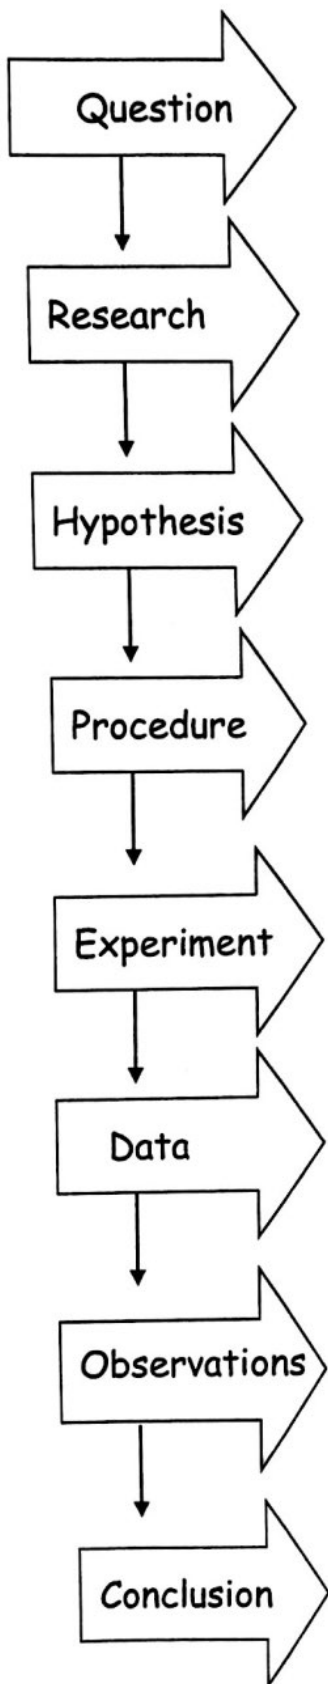 Question
Research
Hypothesis
Procedure
Experiment
Data
Observations
Conclusion